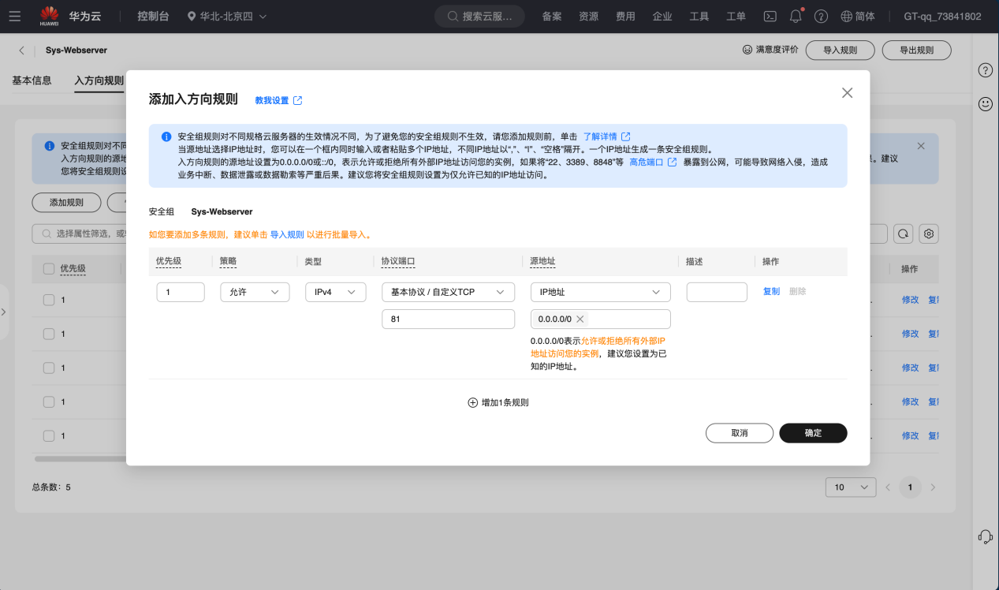 HUAWEI
华为云
控制台
华北-北京四
搜索云服...
备案
资源
费用
企业
工具
工单
简体
GT-qq_73841802
Sys-Webserver
满意度评价
导入规则
导出规则
基本信息
入方向规则
添加入方向规则
教我设置
安全组规则对不同规格云服务器的生效情况不同，为了避免您的安全组规则不生效，请您添加规则前，单击 了解详情
当源地址选择IP地址时，您可以在一个框内同时输入或者粘贴多个IP地址，不同IP地址以“,”、“|”、“空格”隔开。一个IP地址生成一条安全组规则。
入方向规则的源地址设置为0.0.0.0/0或::/0，表示允许或拒绝所有外部IP地址访问您的实例，如果将“22、3389、8848”等 高危端口 暴露到公网，可能导致网络入侵，造成
业务中断、数据泄露或数据勒索等严重后果。建议您将安全组规则设置为仅允许已知的IP地址访问。
安全组规则对不同
入方向规则的源地
您将安全组规则设
。建议
添加规则
安全组 Sys-Webserver
选择属性筛选，或
如您要添加多条规则，建议单击 导入规则 以进行批量导入。
优先级
操作
优先级 策略 类型 协议端口 源地址 描述 操作
1 允许 IPv4 基本协议 / 自定义TCP IP地址 复制 删除
81 0.0.0.0/0
0.0.0.0/0表示允许或拒绝所有外部IP
地址访问您的实例，建议您设置为已
知的IP地址。
1 修改
1 修改
1 修改
1 修改
1 修改
增加1条规则
取消
确定
总条数：5
10
1